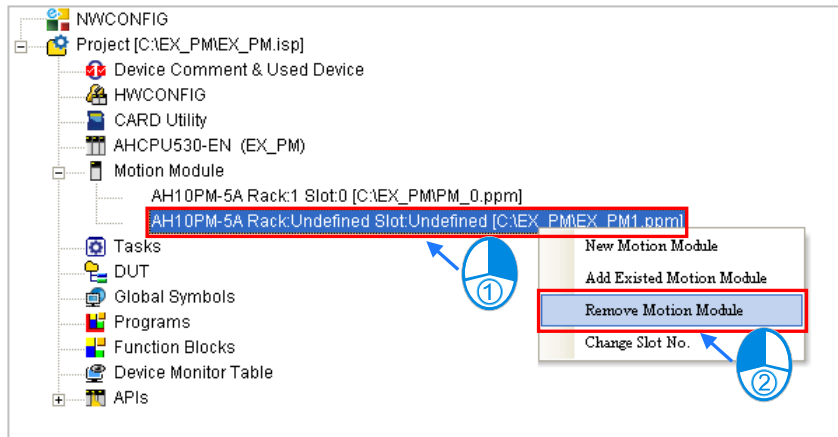 NWCONFIG
Project [C:\EX_PM\EX_PM.isp]
Device Comment & Used Device
HWCONFIG
CARD Utility
AHCPU530-EN (EX_PM)
Motion Module
AH10PM-5A Rack:1 Slot:0 [C:\EX_PM\PM_0.ppm]
AH10PM-5A Rack:Undefined Slot:Undefined [C:\EX_PM\EX_PM1.ppm]
Tasks
DUT
Global Symbols
Programs
Function Blocks
Device Monitor Table
APIs
New Motion Module
Add Existed Motion Module
Remove Motion Module
Change Slot No.
①
②